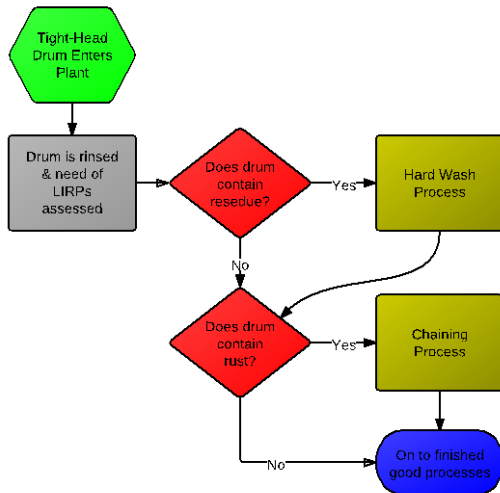 Tight-Head
Drum Enters
Plant
Drum is rinsed
& need of
LIRPs
assessed
Does drum
contain
resedue?
Yes
Hard Wash
Process
No
Does drum
contain
rust?
Yes
Chaining
Process
No
On to finished
good processes